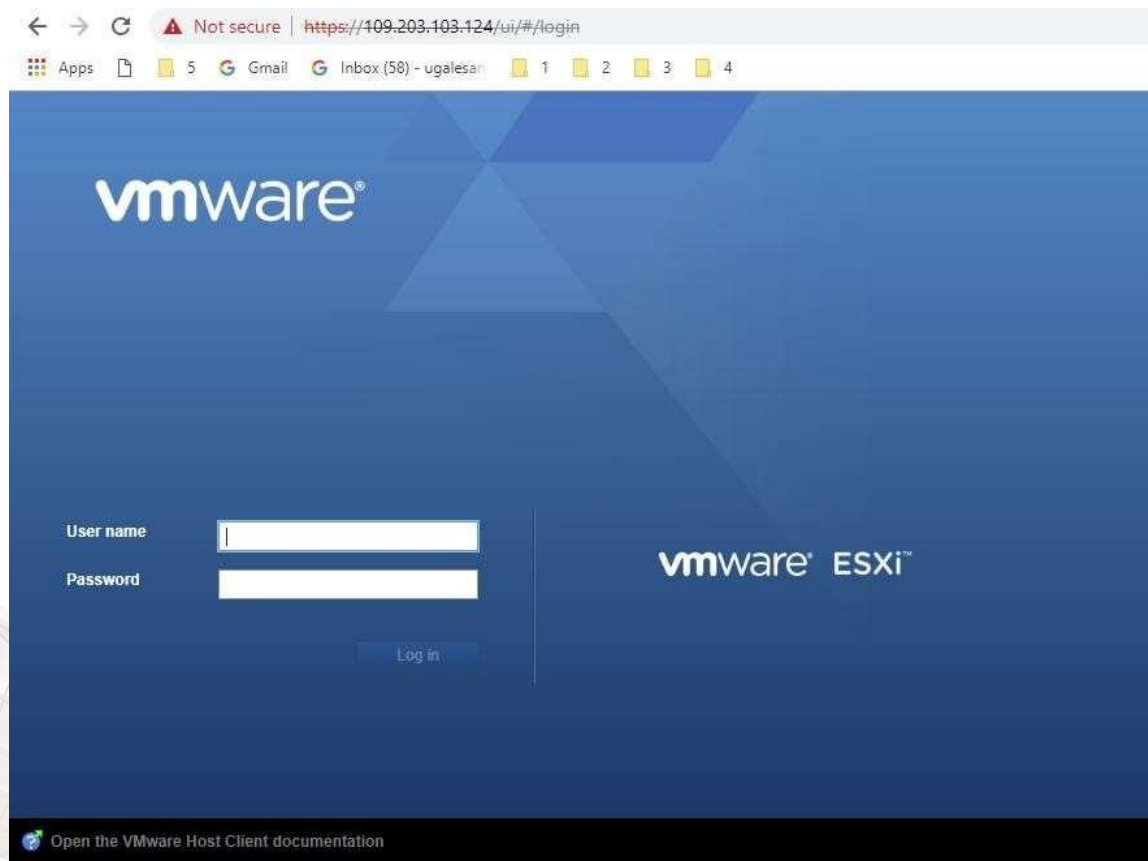 Not secure | https://109.203.103.124/ui/#/login
Apps 5 Gmail Inbox (58) - ugalesan 1 2 3 4
vmware®
User name
Password
vmware® ESXi™
Log in
Open the VMware Host Client documentation